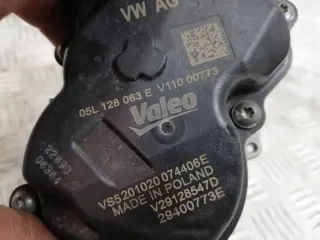 VW AG
05L 128 063 E V110 00773
Valeo
VS5201020 074406E
MADE IN POLAND
V29128547D
29400773E